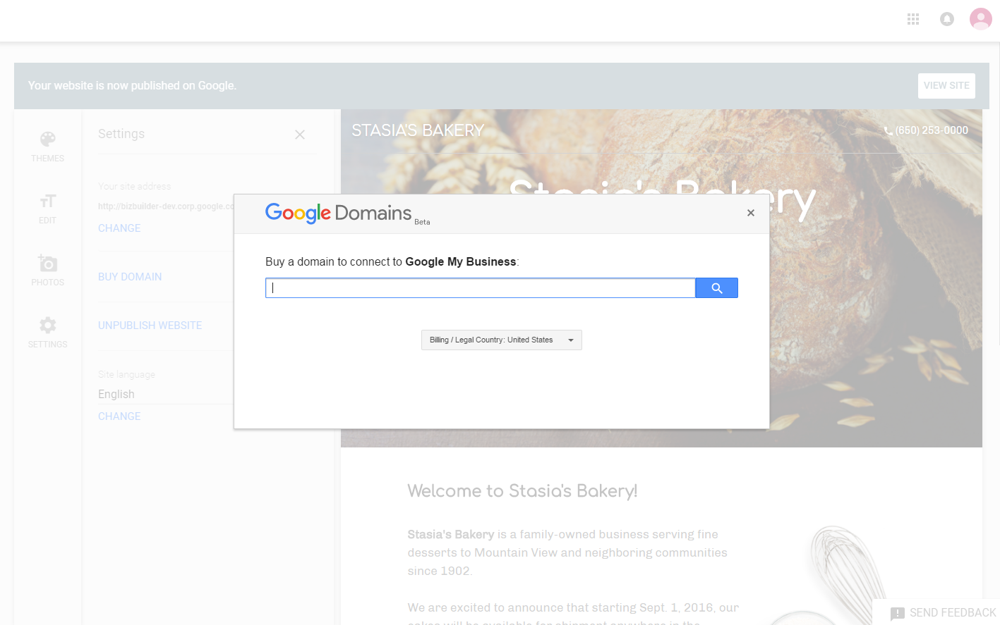 Your website is now published on Google.
VIEW SITE
THEMES
EDIT
PHOTOS
SETTINGS
Settings
Your site address
http://bizbuilder-dev.corp.google.co
CHANGE
BUY DOMAIN
UNPUBLISH WEBSITE
Site language
English
CHANGE
STASIA'S BAKERY
(650) 253-0000
Stasia's Bakery
Google Domains Beta
Buy a domain to connect to Google My Business:
Billing / Legal Country: United States
Welcome to Stasia's Bakery!
Stasia's Bakery is a family-owned business serving fine
desserts to Mountain View and neighboring communities
since 1902.
We are excited to announce that starting Sept. 1, 2016, our
cakes will be available for shipment anywhere in the
SEND FEEDBACK